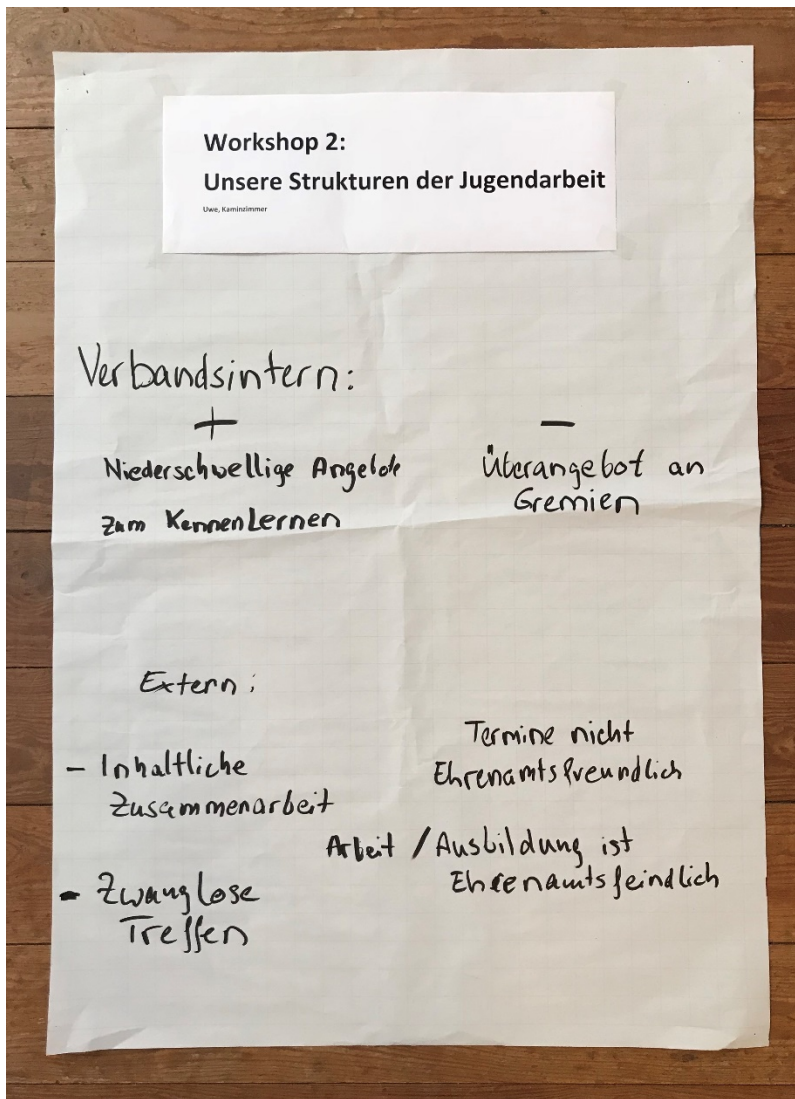 Workshop 2:
Unsere Strukturen der Jugendarbeit
Uwe, Kaminzimmer
Verbandsintern:
+
Niederschwellige Angebote
zum Kennenlernen
−
Überangebot an
Gremien
Extern:
- Inhaltliche
Zusammenarbeit
- Zwanglose
Treffen
Termine nicht
Ehrenamtsfreundlich
Arbeit / Ausbildung ist
Ehrenamtsfeindlich